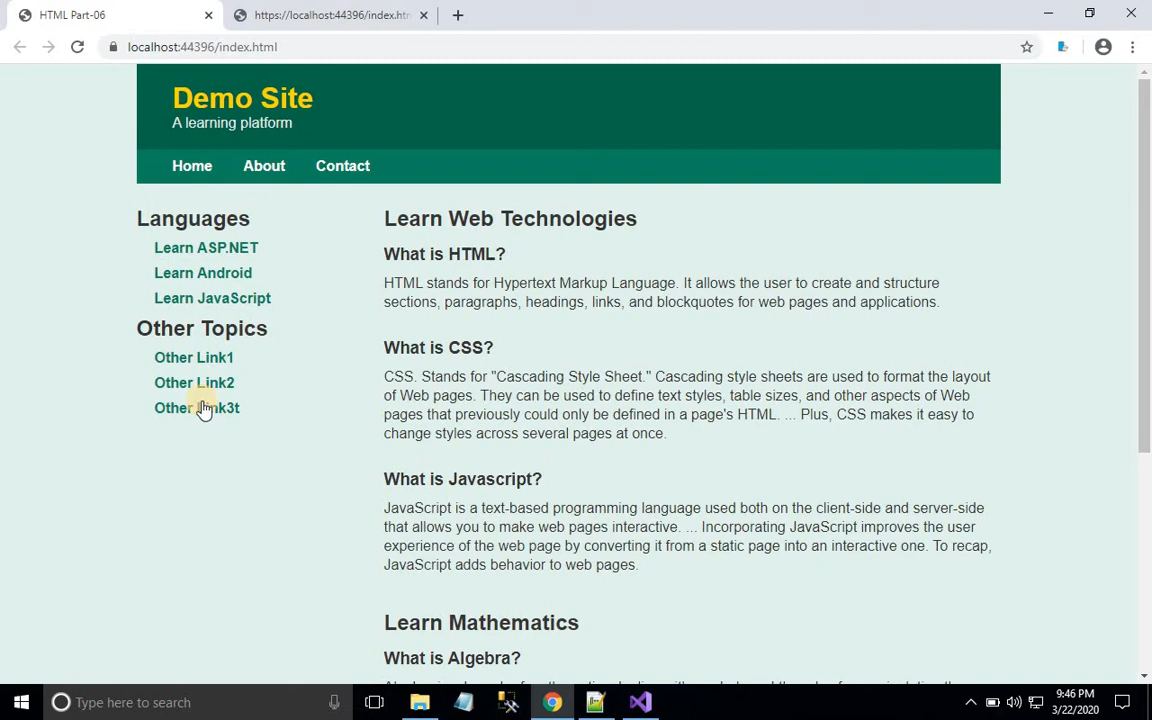 HTML Part-06
https://localhost:44396/index.htm
localhost:44396/index.html
Demo Site
A learning platform
Home About Contact
Languages
Learn ASP.NET
Learn Android
Learn JavaScript
Other Topics
Other Link1
Other Link2
Other Link3t
Learn Web Technologies
What is HTML?
HTML stands for Hypertext Markup Language. It allows the user to create and structure
sections, paragraphs, headings, links, and blockquotes for web pages and applications.
What is CSS?
CSS. Stands for "Cascading Style Sheet." Cascading style sheets are used to format the layout
of Web pages. They can be used to define text styles, table sizes, and other aspects of Web
pages that previously could only be defined in a page's HTML. ... Plus, CSS makes it easy to
change styles across several pages at once.
What is Javascript?
JavaScript is a text-based programming language used both on the client-side and server-side
that allows you to make web pages interactive. ... Incorporating JavaScript improves the user
experience of the web page by converting it from a static page into an interactive one. To recap,
JavaScript adds behavior to web pages.
Learn Mathematics
What is Algebra?
Type here to search
9:46 PM
3/22/2020